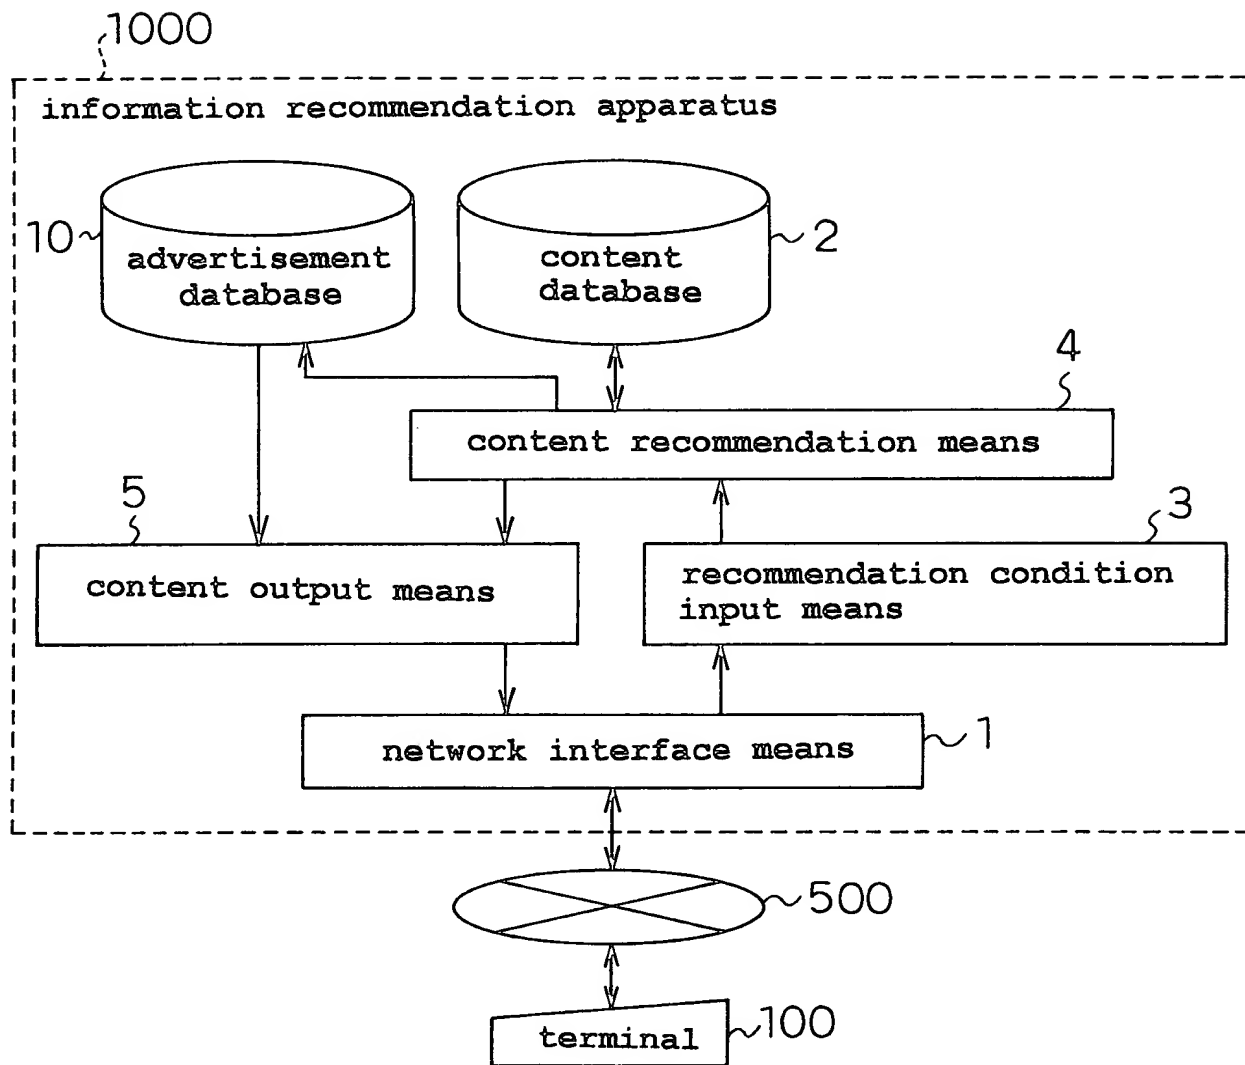 1000
information recommendation apparatus
10
advertisement
database
content
database
2
4
content recommendation means
5
content output means
3
recommendation condition
input means
network interface means
1
500
terminal
100